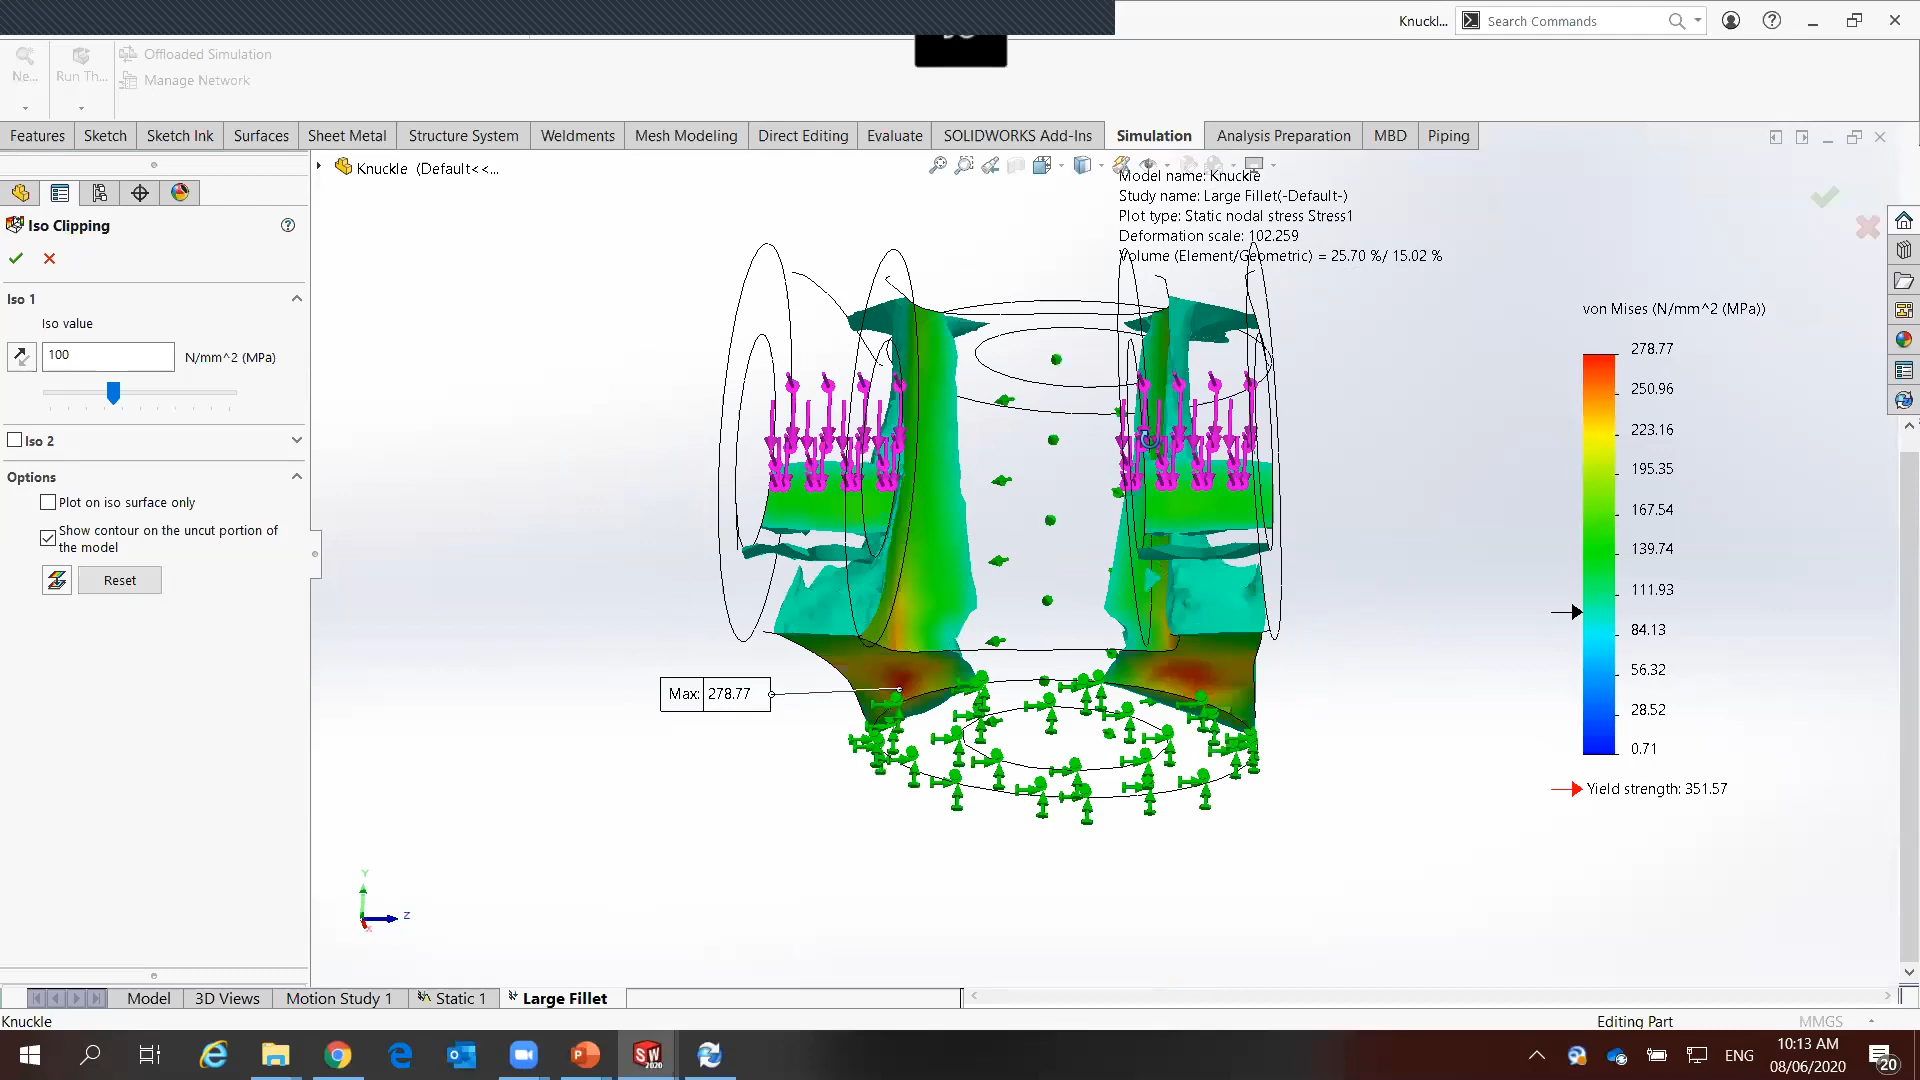 Knuckl...
Search Commands
Ne...
Run Th...
Offloaded Simulation
Manage Network
Features
Sketch
Sketch Ink
Surfaces
Sheet Metal
Structure System
Weldments
Mesh Modeling
Direct Editing
Evaluate
SOLIDWORKS Add-Ins
Simulation
Analysis Preparation
MBD
Piping
Knuckle (Default<<...
Model name: Knuckle
Study name: Large Fillet(-Default-)
Plot type: Static nodal stress Stress1
Deformation scale: 102.259
Volume (Element/Geometric) = 25.70 %/ 15.02 %
Iso Clipping
Iso 1
Iso value
100
N/mm^2 (MPa)
Iso 2
Options
Plot on iso surface only
Show contour on the uncut portion of
the model
Reset
von Mises (N/mm^2 (MPa))
278.77
250.96
223.16
195.35
167.54
139.74
111.93
84.13
56.32
28.52
0.71
Yield strength: 351.57
Max: 278.77
Y
Z
X
Model
3D Views
Motion Study 1
Static 1
Large Fillet
Knuckle
Editing Part
MMGS
ENG
10:13 AM
08/06/2020
20
SW
2020